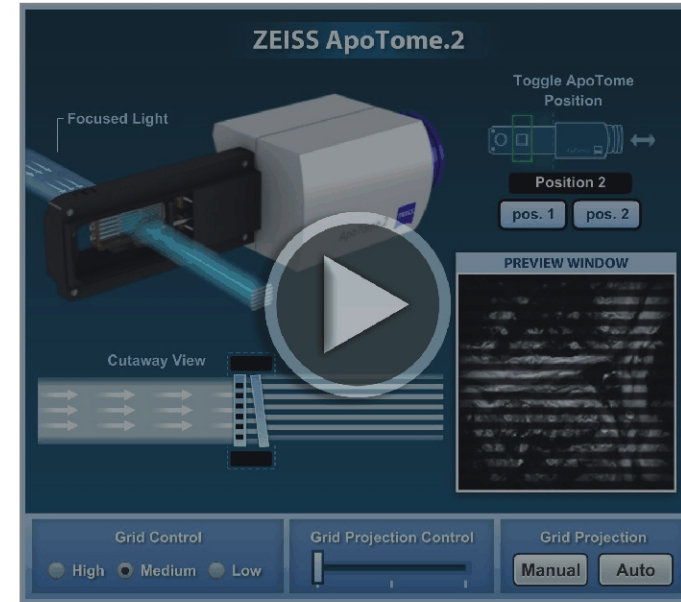 ZEISS ApoTome.2
Focused Light
Toggle ApoTome
Position
Position 2
pos. 1
pos. 2
PREVIEW WINDOW
Cutaway View
Grid Control
High
Medium
Low
Grid Projection Control
Grid Projection
Manual
Auto